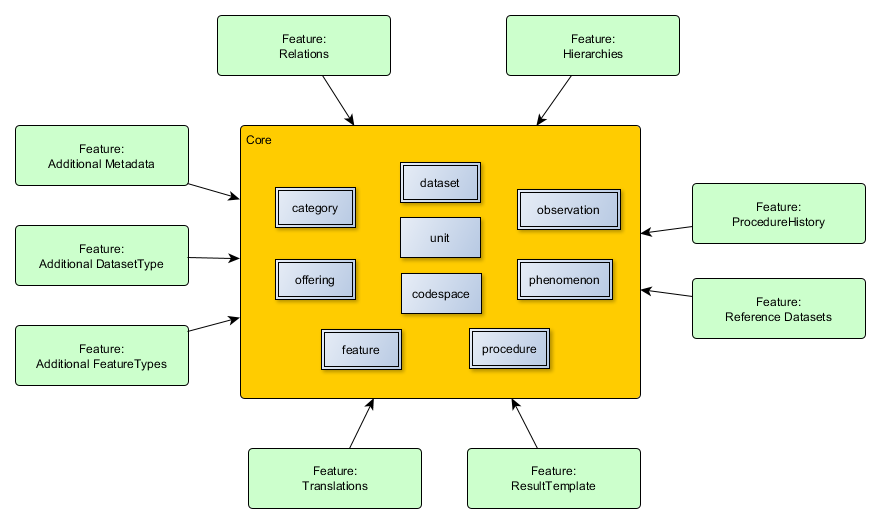 Feature:
Relations
Feature:
Hierarchies
Feature:
Additional Metadata
Feature:
Additional DatasetType
Feature:
Additional FeatureTypes
Core
category
dataset
observation
unit
offering
codespace
phenomenon
feature
procedure
Feature:
ProcedureHistory
Feature:
Reference Datasets
Feature:
Translations
Feature:
ResultTemplate